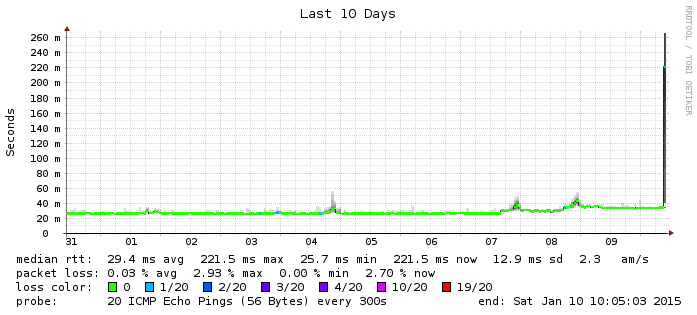 Last 10 Days
RRDTOOL / TOBI OETIKER
Seconds
260 m
240 m
220 m
200 m
180 m
160 m
140 m
120 m
100 m
80 m
60 m
40 m
20 m
0
31 01 02 03 04 05 06 07 08 09
median rtt: 29.4 ms avg 221.5 ms max 25.7 ms min 221.5 ms now 12.9 ms sd 2.3 am/s
packet loss: 0.03 % avg 2.93 % max 0.00 % min 2.70 % now
loss color: 0 1/20 2/20 3/20 4/20 10/20 19/20
probe: 20 ICMP Echo Pings (56 Bytes) every 300s end: Sat Jan 10 10:05:03 2015